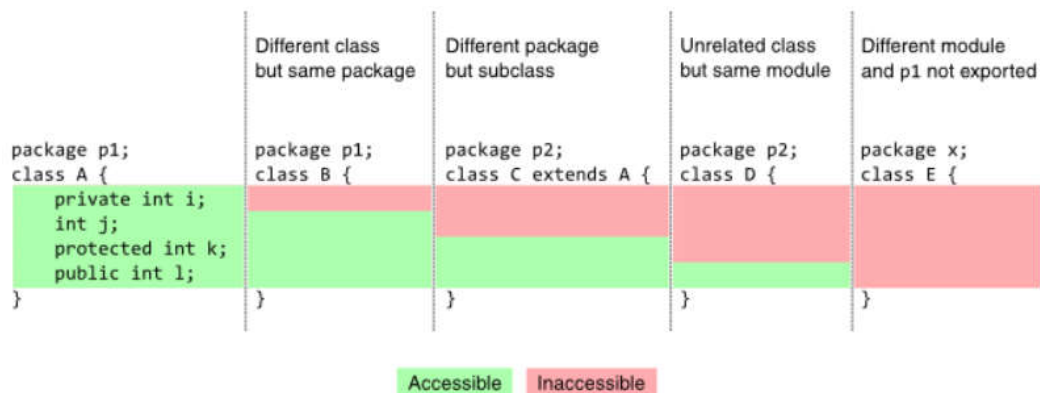 Different class
but same package
Different package
but subclass
Unrelated class
but same module
Different module
and p1 not exported
package p1;
class A {
private int i;
int j;
protected int k;
public int l;
}
package p1;
class B {
}
package p2;
class C extends A {
}
package p2;
class D {
}
package x;
class E {
}
Accessible
Inaccessible